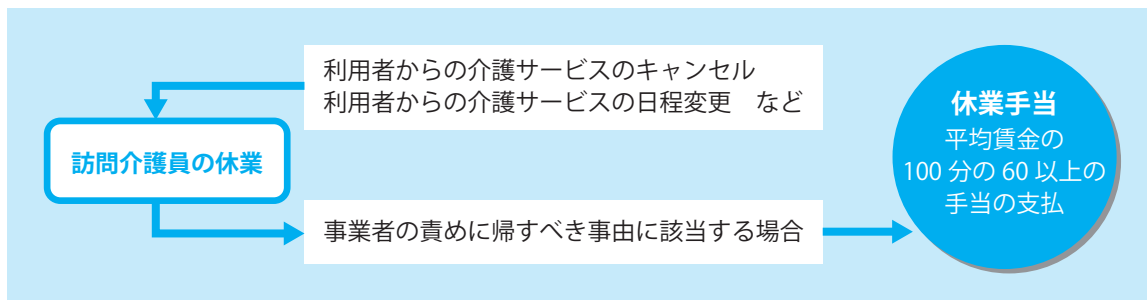 利用者からの介護サービスのキャンセル
利用者からの介護サービスの日程変更　など
訪問介護員の休業
事業者の責めに帰すべき事由に該当する場合
休業手当
平均賃金の
100 分の 60 以上の
手当の支払